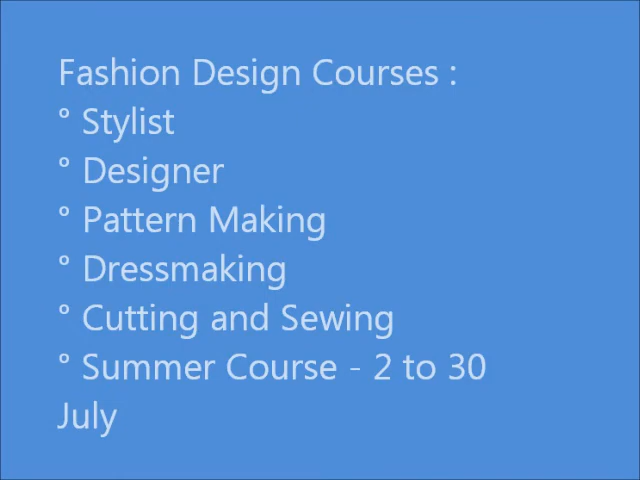 Fashion Design Courses :
° Stylist
° Designer
° Pattern Making
° Dressmaking
° Cutting and Sewing
° Summer Course - 2 to 30
July